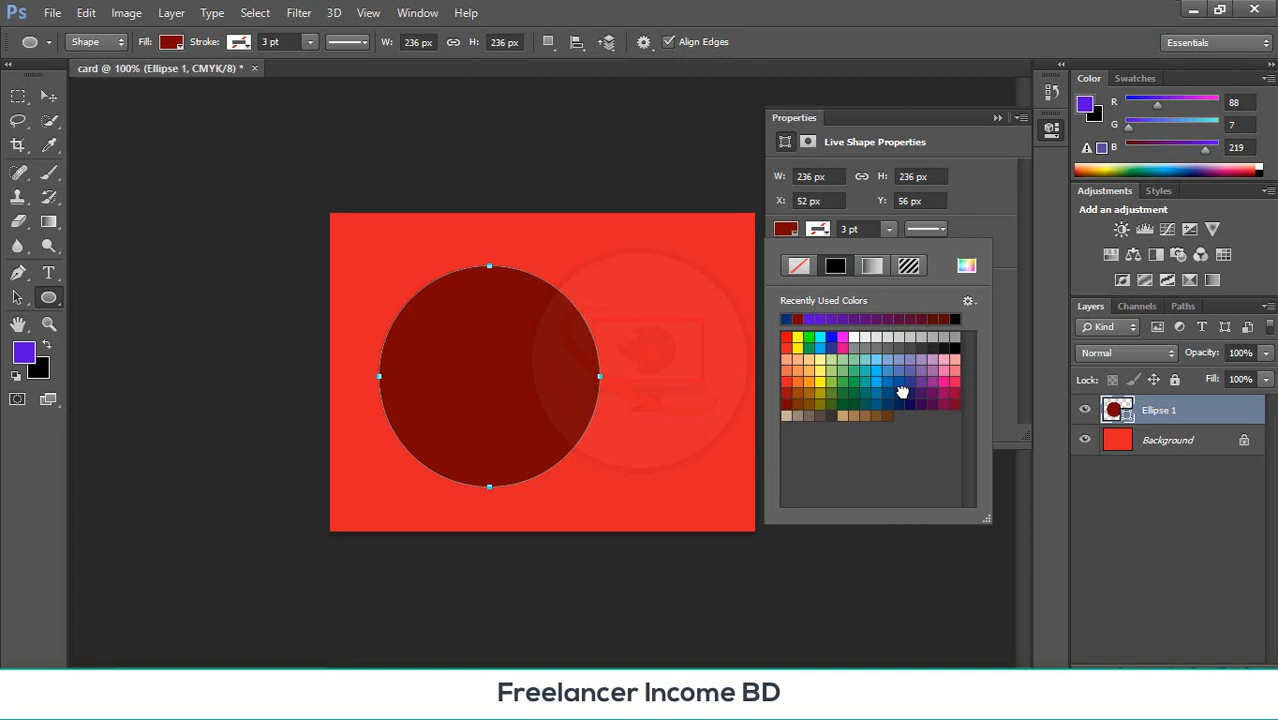 Ps File Edit Image Layer Type Select Filter 3D View Window Help
Shape Fill: Stroke: 3 pt W: 236 px H: 236 px Align Edges Essentials
card @ 100% (Ellipse 1, CMYK/8) * ×
Color Swatches
R 88
G 7
B 219
Properties
Live Shape Properties
W: 236 px H: 236 px
X: 52 px Y: 56 px
3 pt
Recently Used Colors
Adjustments Styles
Add an adjustment
Layers Channels Paths
Kind
Normal Opacity: 100%
Lock: Fill: 100%
Ellipse 1
Background
Freelancer Income BD